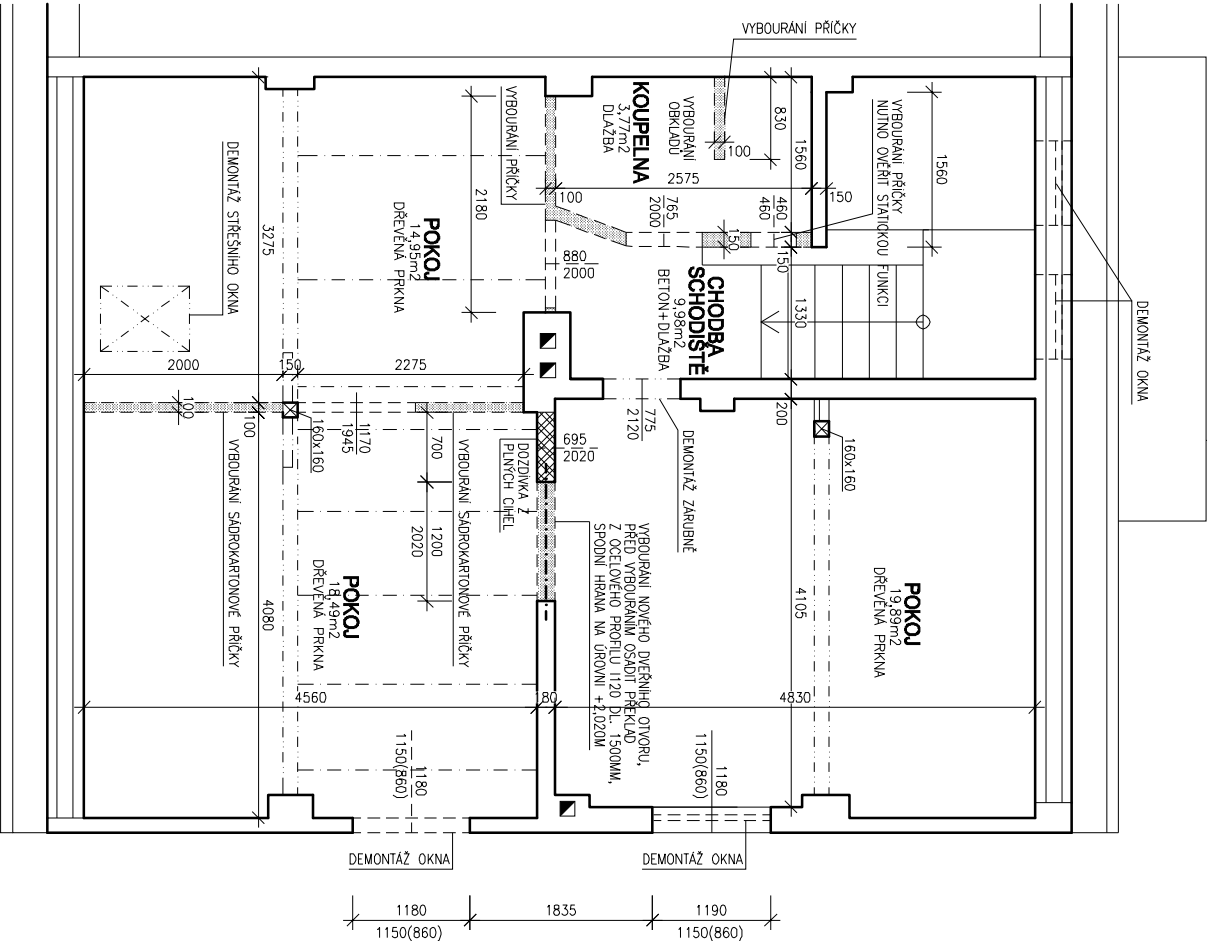 VYBOURÁNÍ PŘÍČKY
VYBOURÁNÍ PŘÍČKY
KOUPELNA
3,77m2
DLAŽBA
VYBOURÁNÍ
OBKLADŮ
830
100
1560
2575
150
100
765
2000
460
460
150
150
VYBOURÁNÍ PŘÍČKY
NUTNO OVĚŘIT STATICKOU FUNKCI
1560
DEMONTÁŽ OKNA
DEMONTÁŽ STŘEŠNÍHO OKNA
3275
POKOJ
14,95m2
DŘEVĚNÁ PRKNA
2180
880
2000
CHODBA
SCHODIŠTĚ
9,98m2
BETON+DLAŽBA
1330
2000
150
2275
100
100
160x160
1170
1945
700
1200
2020
695
2020
DOZDÍVKA Z
PLNÝCH CIHEL
775
2120
DEMONTÁŽ ZÁRUBNĚ
200
160x160
VYBOURÁNÍ SÁDROKARTONOVÉ PŘÍČKY
VYBOURÁNÍ SÁDROKARTONOVÉ PŘÍČKY
4080
POKOJ
18,49m2
DŘEVĚNÁ PRKNA
VYBOURÁNÍ NOVÉHO DVEŘNÍHO OTVORU,
PŘED VYBOURÁNÍM OSADIT PŘEKLAD
Z OCELOVÉHO PROFILU I120 DL. 1500MM,
SPODNÍ HRANA NA ÚROVNI +2,020M
4105
POKOJ
19,89m2
DŘEVĚNÁ PRKNA
4560
180
4830
1180
1150(860)
1180
1150(860)
DEMONTÁŽ OKNA
DEMONTÁŽ OKNA
1180
1150(860)
1835
1190
1150(860)